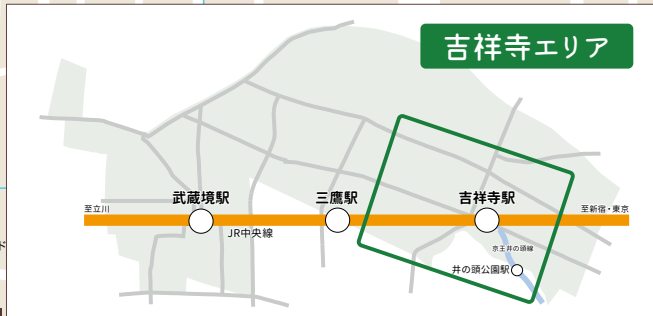 吉祥寺エリア
武蔵境駅
三鷹駅
吉祥寺駅
至立川
至新宿・東京
JR中央線
京王井の頭線
井の頭公園駅
ド